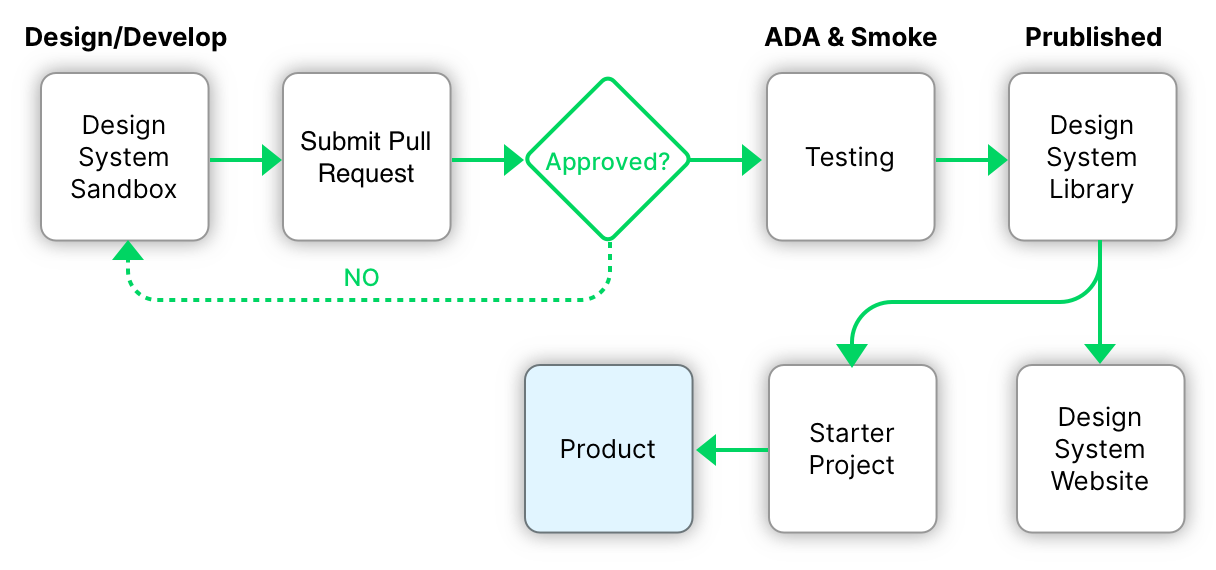 Design/Develop
ADA & Smoke
Prublished
Design
System
Sandbox
Submit Pull
Request
Approved?
Testing
Design
System
Library
NO
Product
Starter
Project
Design
System
Website